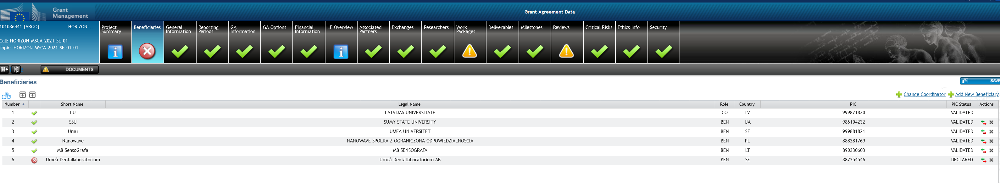 Grant
Management
Grant Agreement Data
101086441 (ARGO) HORIZON-..
Call: HORIZON-MSCA-2021-SE-01
Topic: HORIZON-MSCA-2021-SE-01-01
Project
Summary
Beneficiaries
General
Information
Reporting
Periods
GA
Information
GA Options
Financial
Information
LF Overview
Associated
Partners
Exchanges
Researchers
Work
Packages
Deliverables
Milestones
Reviews
Critical Risks
Ethics Info
Security
DOCUMENTS
Beneficiaries
SAVE
Change Coordinator Add New Beneficiary
Number Short Name Legal Name Role Country PIC PIC Status Actions
1 LU LATVIJAS UNIVERSITATE CO LV 999871830 VALIDATED
2 SSU SUMY STATE UNIVERSITY BEN UA 986104232 VALIDATED
3 Umu UMEA UNIVERSITET BEN SE 999881821 VALIDATED
4 Nanowave NANOWAVE SPOLKA Z OGRANICZONA ODPOWIEDZIALNOSCIA BEN PL 888281769 VALIDATED
5 MB SensoGrafa MB SENSOGRAFA BEN LT 890330603 VALIDATED
6 Umeå Dentallaboratorium Umeå Dentallaboratorium AB BEN SE 887354546 DECLARED